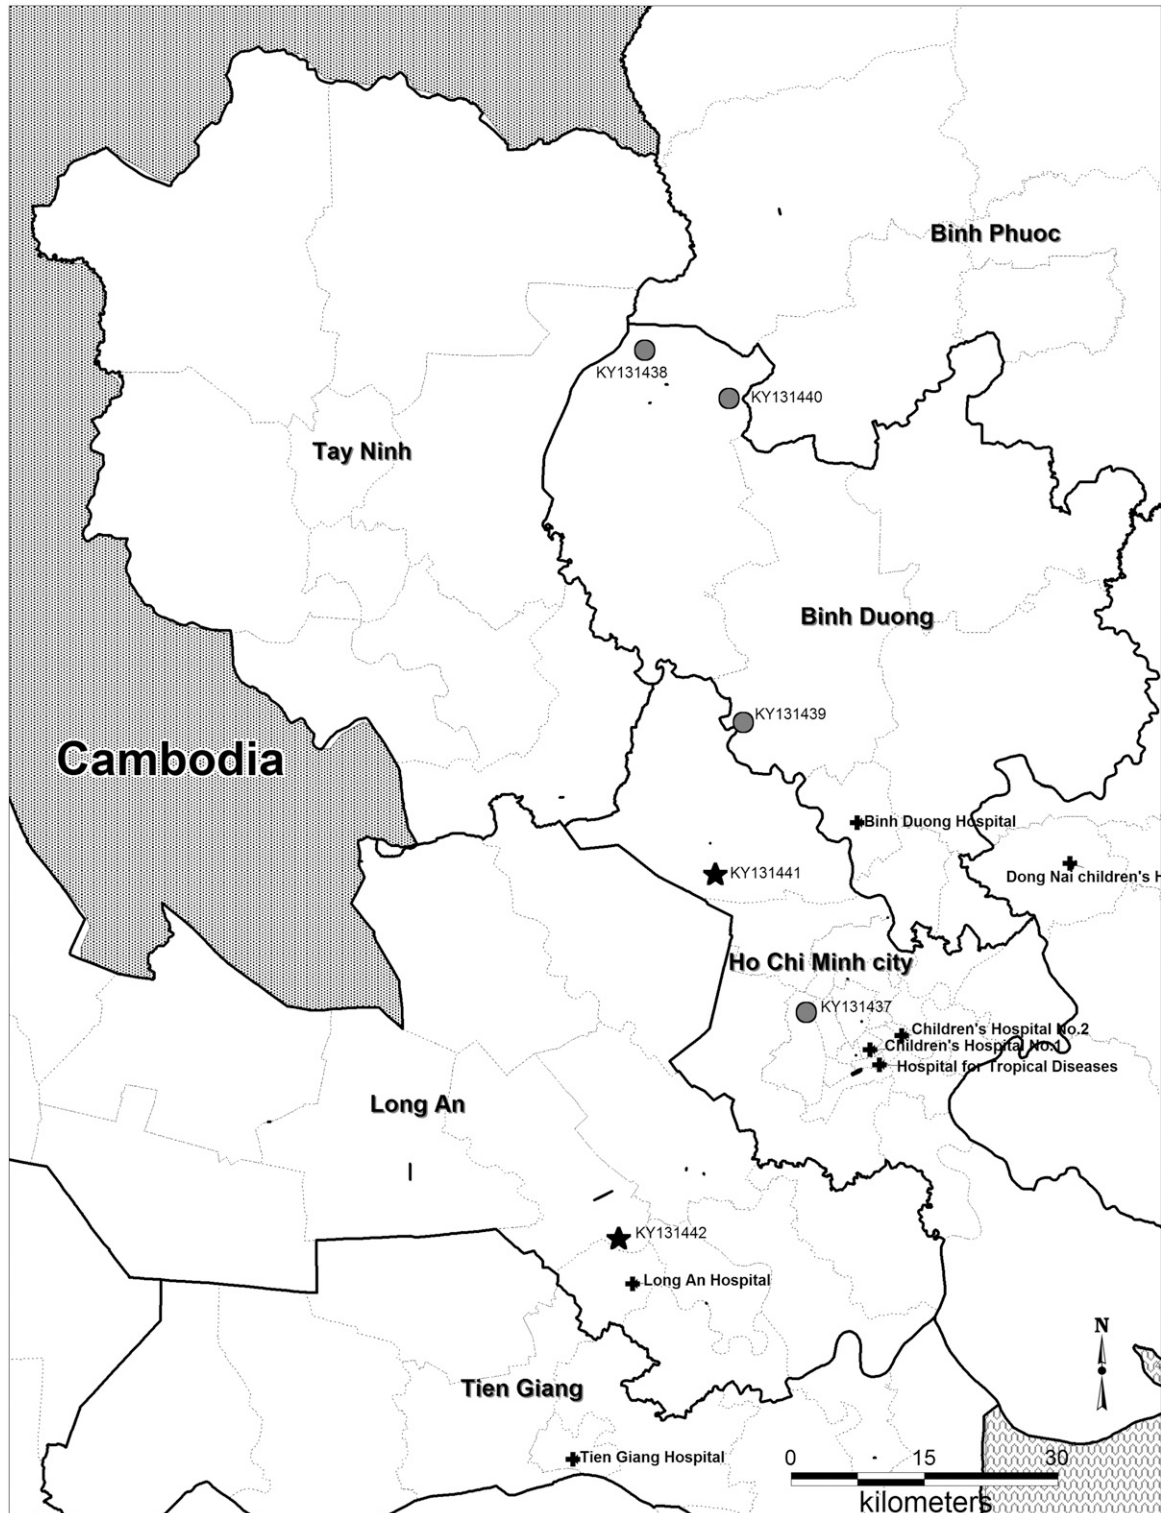 Binh Phuoc
KY131438
KY131440
Tay Ninh
Binh Duong
KY131439
Cambodia
Binh Duong Hospital
KY131441
Dong Nai children's H
Ho Chi Minh city
KY131437
Children's Hospital No.2
Children's Hospital No.1
Hospital for Tropical Diseases
Long An
KY131442
Long An Hospital
N
Tien Giang
Tien Giang Hospital
0 15 30
kilometers